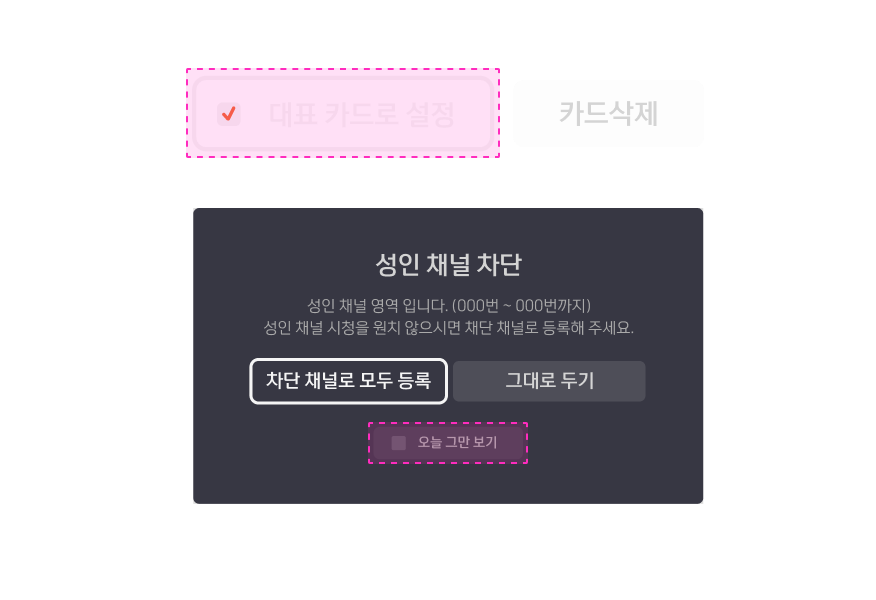 대표 카드로 설정
카드삭제
성인 채널 차단
성인 채널 영역 입니다. (000번 ~ 000번까지)
성인 채널 시청을 원치 않으시면 채단 채널로 등록해 주세요.
차단 채널로 모두 등록
그대로 두기
오늘 그만 보기